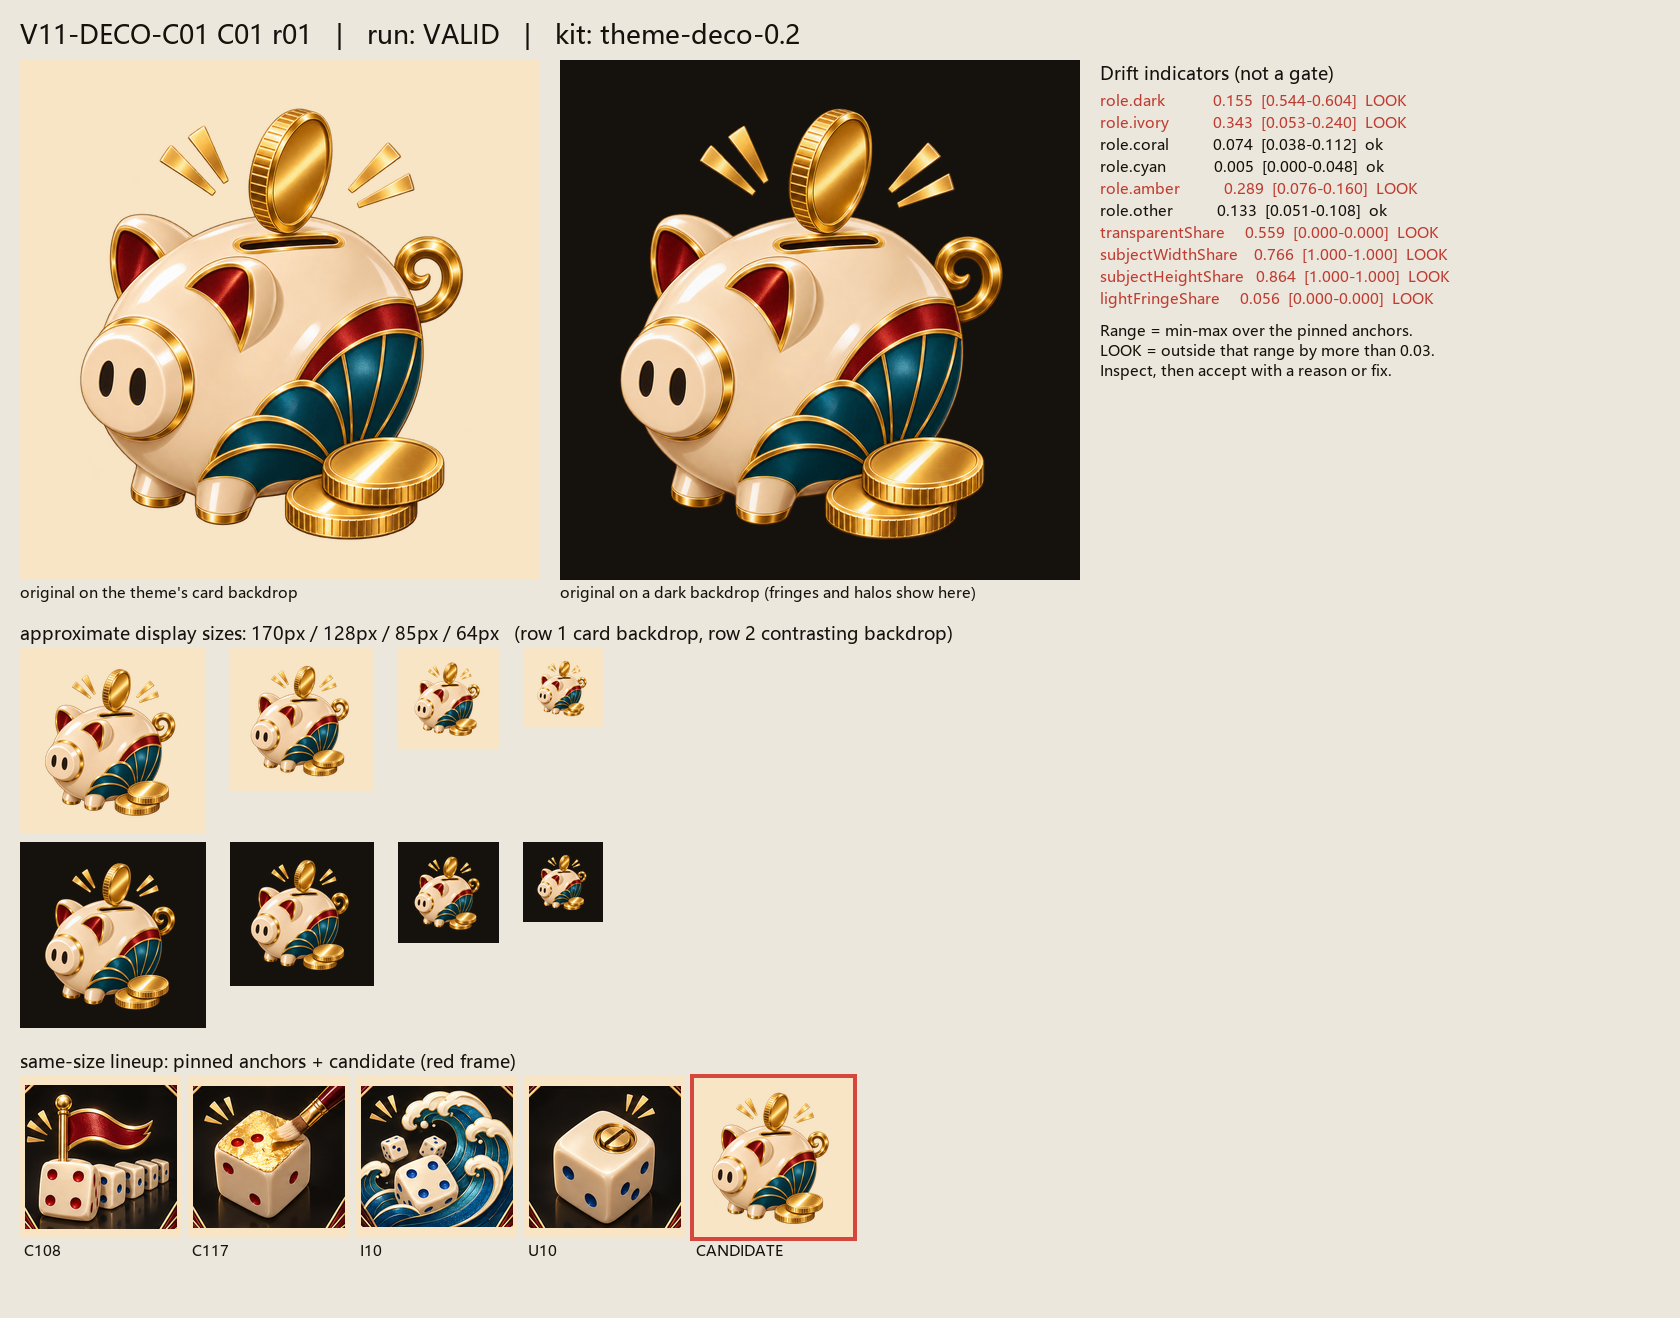 V11-DECO-C01 C01 r01 | run: VALID | kit: theme-deco-0.2
Drift indicators (not a gate)
role.dark 0.155 [0.544-0.604] LOOK
role.ivory 0.343 [0.053-0.240] LOOK
role.coral 0.074 [0.038-0.112] ok
role.cyan 0.005 [0.000-0.048] ok
role.amber 0.289 [0.076-0.160] LOOK
role.other 0.133 [0.051-0.108] ok
transparentShare 0.559 [0.000-0.000] LOOK
subjectWidthShare 0.766 [1.000-1.000] LOOK
subjectHeightShare 0.864 [1.000-1.000] LOOK
lightFringeShare 0.056 [0.000-0.000] LOOK
Range = min-max over the pinned anchors.
LOOK = outside that range by more than 0.03.
Inspect, then accept with a reason or fix.
original on the theme's card backdrop
original on a dark backdrop (fringes and halos show here)
approximate display sizes: 170px / 128px / 85px / 64px (row 1 card backdrop, row 2 contrasting backdrop)
same-size lineup: pinned anchors + candidate (red frame)
C108
C117
I10
U10
CANDIDATE